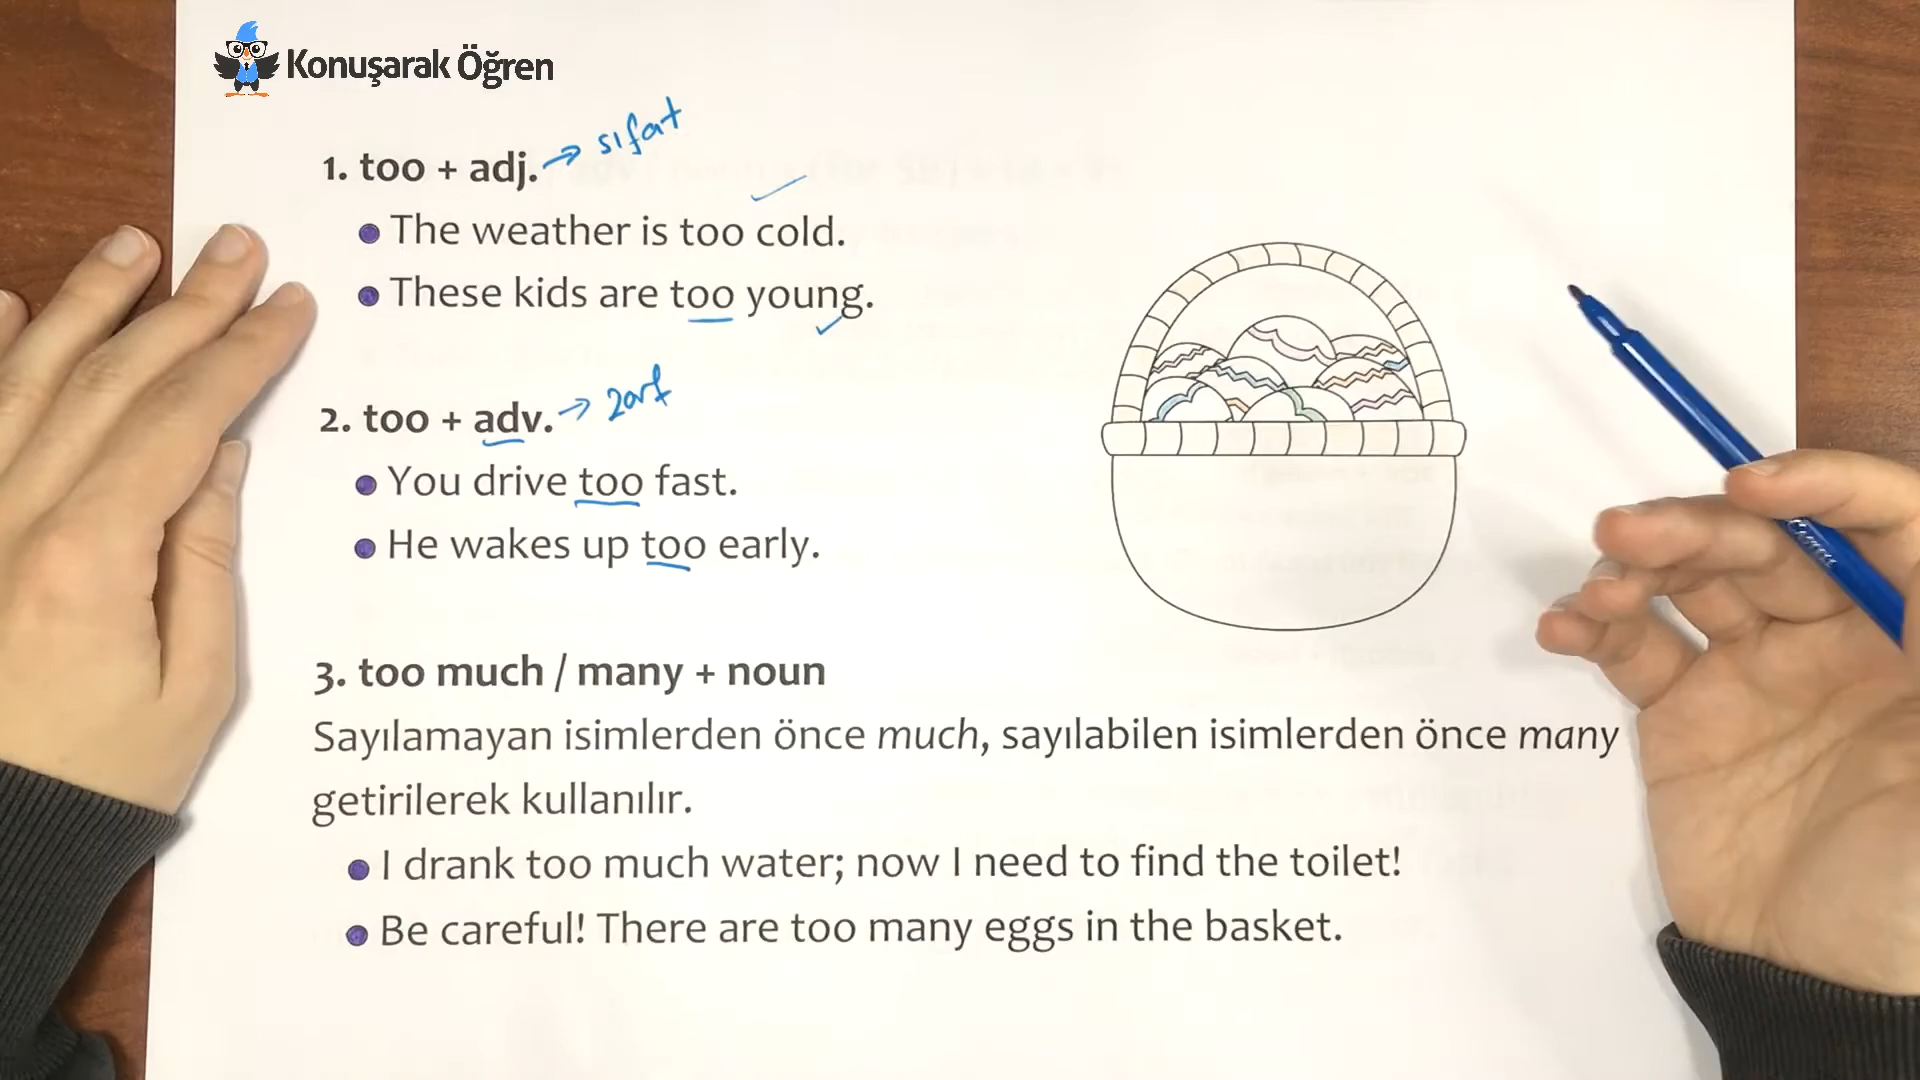 Konuşarak Öğren
1. too + adj. → sıfat
The weather is too cold.
These kids are too young.
2. too + adv. → zarf
You drive too fast.
He wakes up too early.
3. too much / many + noun
Sayılamayan isimlerden önce much, sayılabilen isimlerden önce many
getirilerek kullanılır.
I drank too much water; now I need to find the toilet!
Be careful! There are too many eggs in the basket.